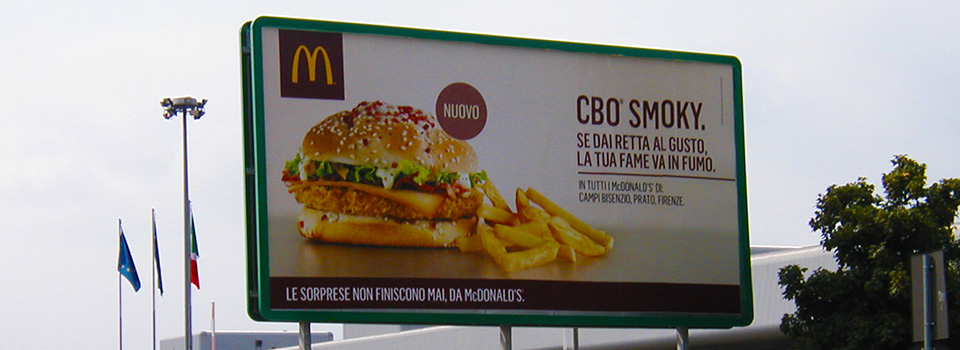 M
NUOVO
CBO® SMOKY.
SE DAI RETTA AL GUSTO,
LA TUA FAME VA IN FUMO.
IN TUTTI I McDONALD'S® DI:
CAMPI BISENZIO, PRATO, FIRENZE.
LE SORPRESE NON FINISCONO MAI, DA McDONALD'S®.